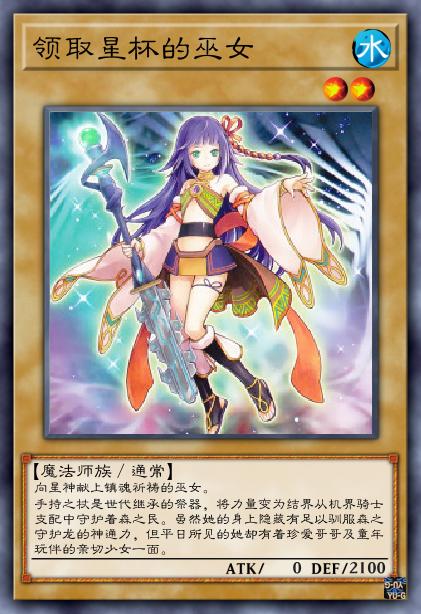 领取星杯的巫女
水
【魔法师族／通常】
向星神献上镇魂祈祷的巫女。
手持之杖是世代继承的祭器，将力量变为结界从机界骑士
支配中守护着森之民。虽然她的身上隐藏有足以驯服森之
守护龙的神通力，但平日所见的她却有着珍爱哥哥及童年
玩伴的亲切少女一面。
ATK/ 0 DEF/2100